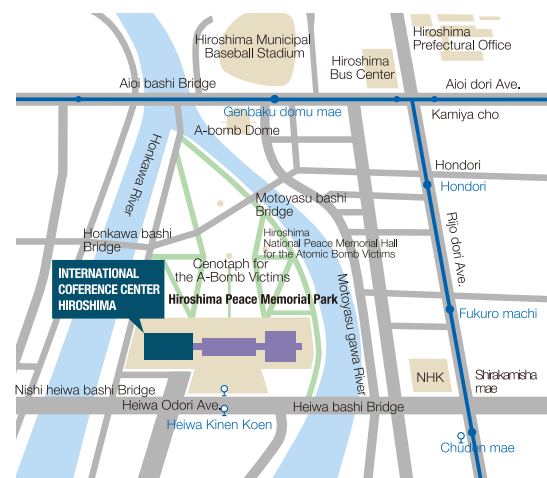 Hiroshima Municipal
Baseball Stadium
Hiroshima
Prefectural Office
Hiroshima
Bus Center
Aioi bashi Bridge
Aioi dori Ave.
Genbaku domu mae
Kamiya cho
A-bomb Dome
Honkawa River
Hondori
Hondori
Motoyasu bashi
Bridge
Rijo dori Ave.
Honkawa bashi
Bridge
Hiroshima
National Peace Memorial Hall
for the Atomic Bomb Victims
Cenotaph for
the A-Bomb Victims
INTERNATIONAL
COFERENCE CENTER
HIROSHIMA
Hiroshima Peace Memorial Park
Motoyasu gawa River
Fukuro machi
NHK
Shirakamisha
mae
Nishi heiwa bashi Bridge
Heiwa Odori Ave.
Heiwa bashi Bridge
Heiwa Kinen Koen
Chuden mae